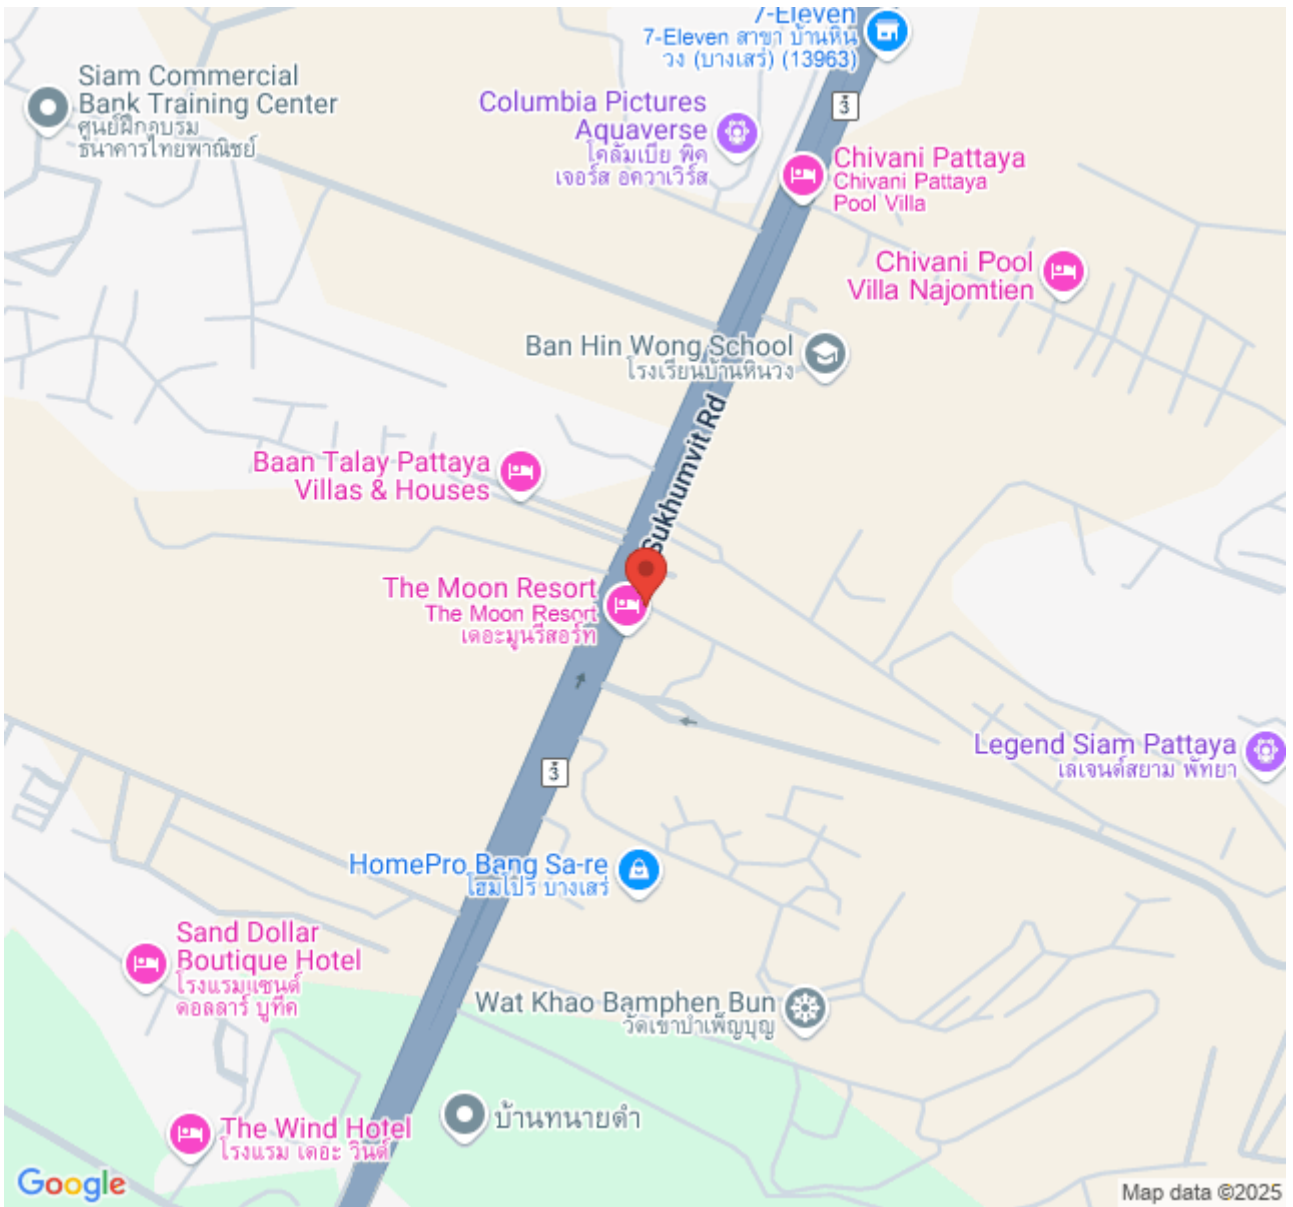 7-Eleven
7-Eleven สาขา บ้านหิน
วง (บางเสร่) (13963)
3
Siam Commercial
Bank Training Center
ศูนย์ฝึกอบรม
ธนาคารไทยพาณิชย์
Columbia Pictures
Aquaverse
โคลัมเบีย พิค
เจอร์ส อควาเวิร์ส
Chivani Pattaya
Chivani Pattaya
Pool Villa
Chivani Pool
Villa Najomtien
Ban Hin Wong School
โรงเรียนบ้านหินวง
Sukhumvit Rd
Baan Talay Pattaya
Villas & Houses
The Moon Resort
The Moon Resort
เดอะมูนรีสอร์ท
Legend Siam Pattaya
เลเจนด์สยาม พัทยา
3
HomePro Bang Sa-re
โฮมโปร บางเสร่
Sand Dollar
Boutique Hotel
โรงแรมแซนด์
ดอลลาร์ บูทีค
Wat Khao Bamphen Bun
วัดเขาบำเพ็ญบุญ
บ้านทนายดำ
The Wind Hotel
โรงแรม เดอะ วินด์
Google
Map data ©2025